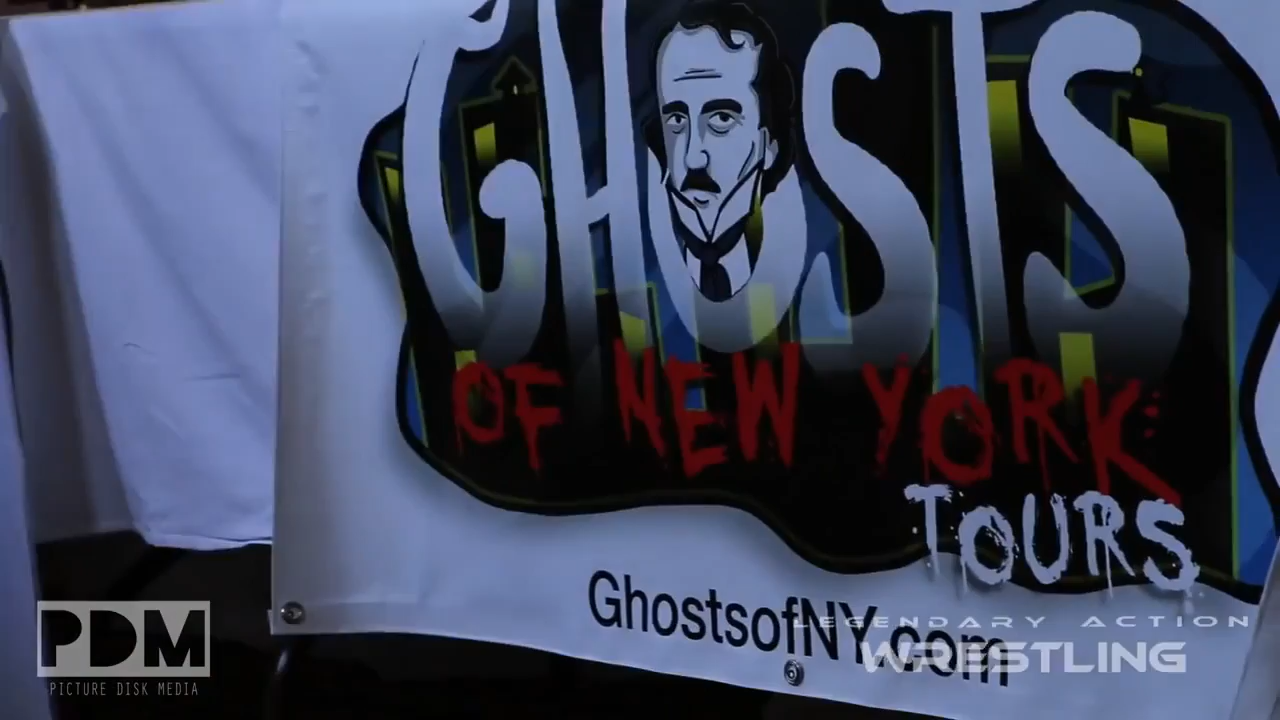 GHOSTS
OF NEW YORK
TOURS
GhostsofNY.com
LEGENDARY ACTION
WRESTLING
PDM
PICTURE DISK MEDIA